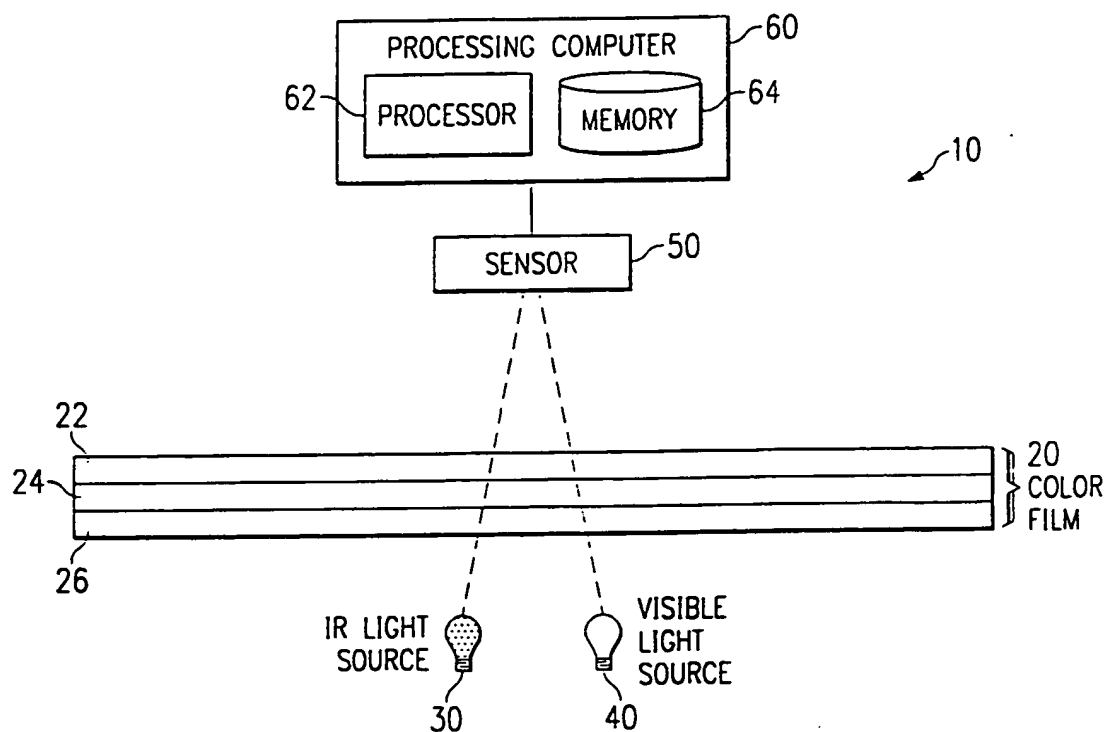 PROCESSING COMPUTER
60
62
PROCESSOR
MEMORY
64
10
SENSOR
50
22
24
26
20
COLOR
FILM
IR LIGHT
SOURCE
30
VISIBLE
LIGHT
SOURCE
40